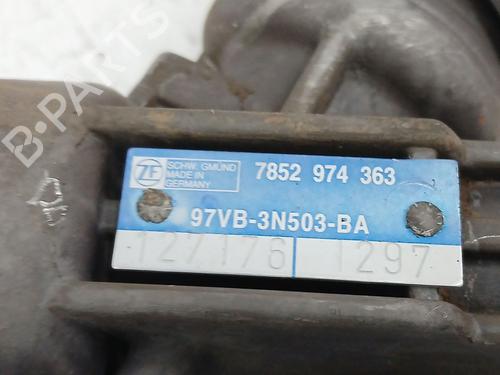 B-PARTS
ZF
SCHW. GMÜND
MADE IN
GERMANY
7852 974 363
97VB-3N503-BA
127176 1297